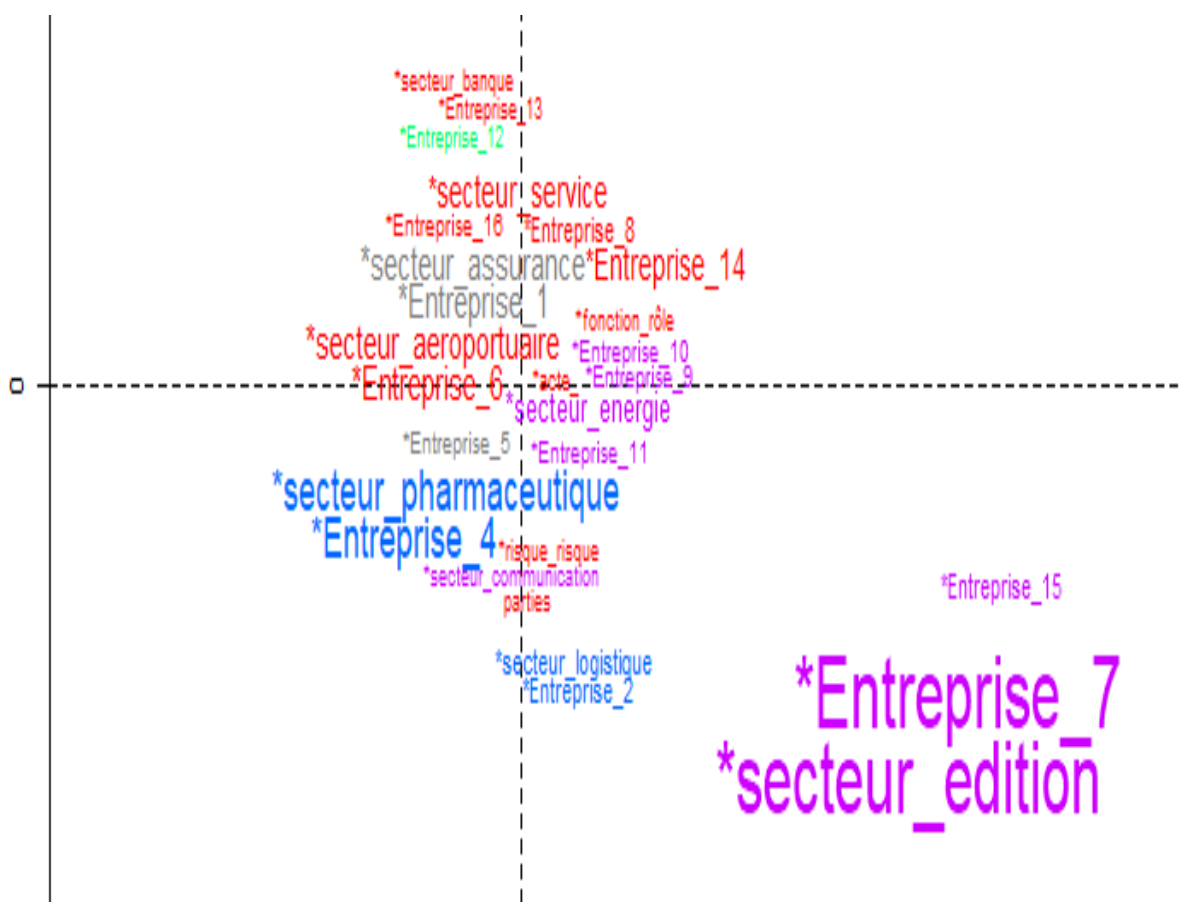 *secteur_banque
*Entreprise_13
*Entreprise_12
*secteur_service
*Entreprise_16
*Entreprise_8
*secteur_assurance
*Entreprise_14
*Entreprise_1
*fonction_rôle
*secteur_aeroportuaire
*Entreprise_10
*Entreprise_6
*acte_
*Entreprise_9
*secteur_energie
*Entreprise_5
*Entreprise_11
*secteur_pharmaceutique
*Entreprise_4
*risque_risque
*secteur_communication
*Entreprise_15
parties
*secteur_logistique
*Entreprise_2
*Entreprise_7
*secteur_edition
0